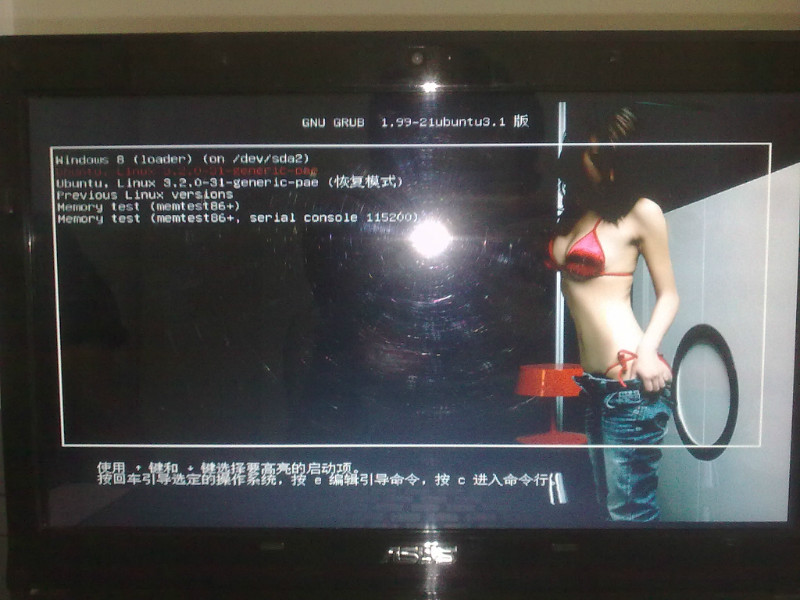 GNU GRUB 1.99-21ubuntu3.1 版
Windows 8 (loader) (on /dev/sda2)
Ubuntu, Linux 3.2.0-31-generic-pae
Ubuntu, Linux 3.2.0-31-generic-pae (恢复模式)
Previous Linux versions
Memory test (memtest86+)
Memory test (memtest86+, serial console 115200)
使用 ↑ 键和 ↓ 键选择要高亮的启动项。
按回车引导选定的操作系统, 按 e 编辑引导命令, 按 c 进入命令行。
ASUS